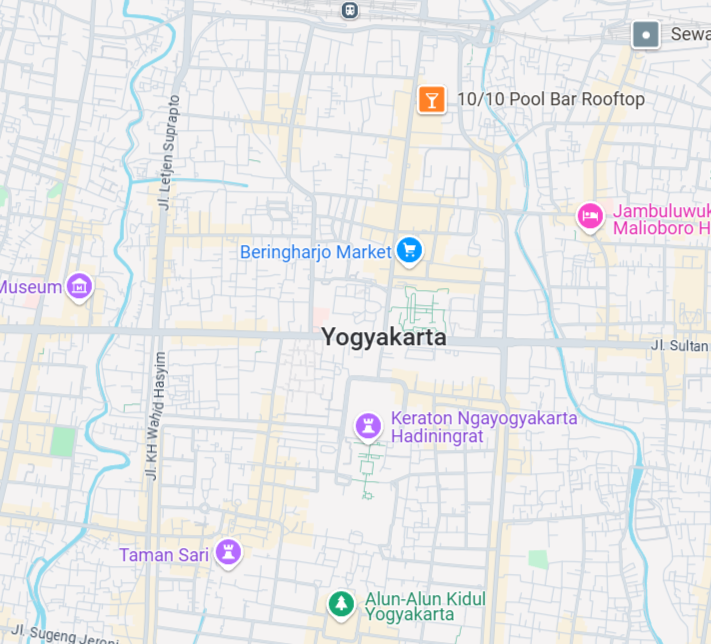 Sewa
10/10 Pool Bar Rooftop
Jl. Letjen Suprapto
Jambuluwuk
Malioboro H
Beringharjo Market
Museum
Yogyakarta
Jl. Sultan
Jl. KH Wahid Hasyim
Keraton Ngayogyakarta
Hadiningrat
Taman Sari
Alun-Alun Kidul
Yogyakarta
Jl. Sugeng Jeroni